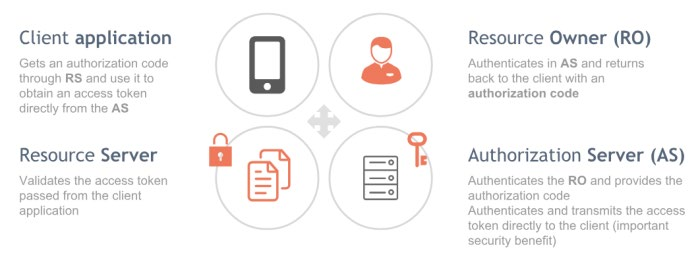 Client application
Gets an authorization code
through RS and use it to
obtain an access token
directly from the AS
Resource Owner (RO)
Authenticates in AS and returns
back to the client with an
authorization code
Resource Server
Validates the access token
passed from the client
application
Authorization Server (AS)
Authenticates the RO and provides the
authorization code
Authenticates and transmits the access
token directly to the client (important
security benefit)